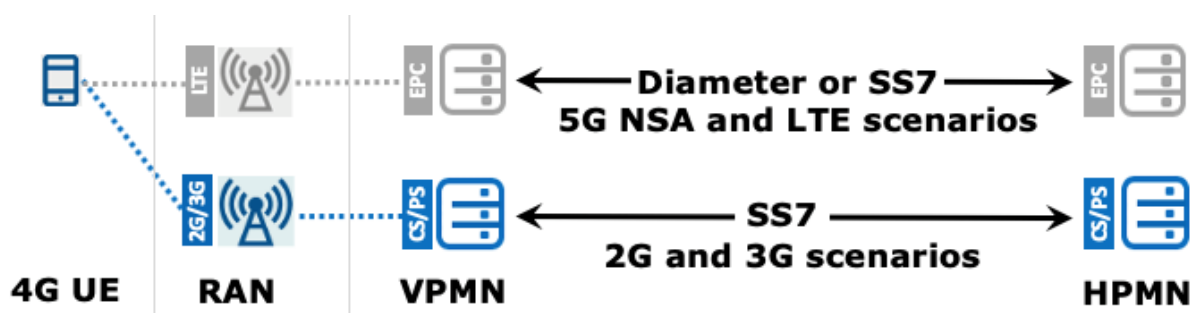 LTE
EPC
Diameter or SS7
EPC
5G NSA and LTE scenarios
2G/3G
CS/PS
SS7
CS/PS
2G and 3G scenarios
4G UE
RAN
VPMN
HPMN